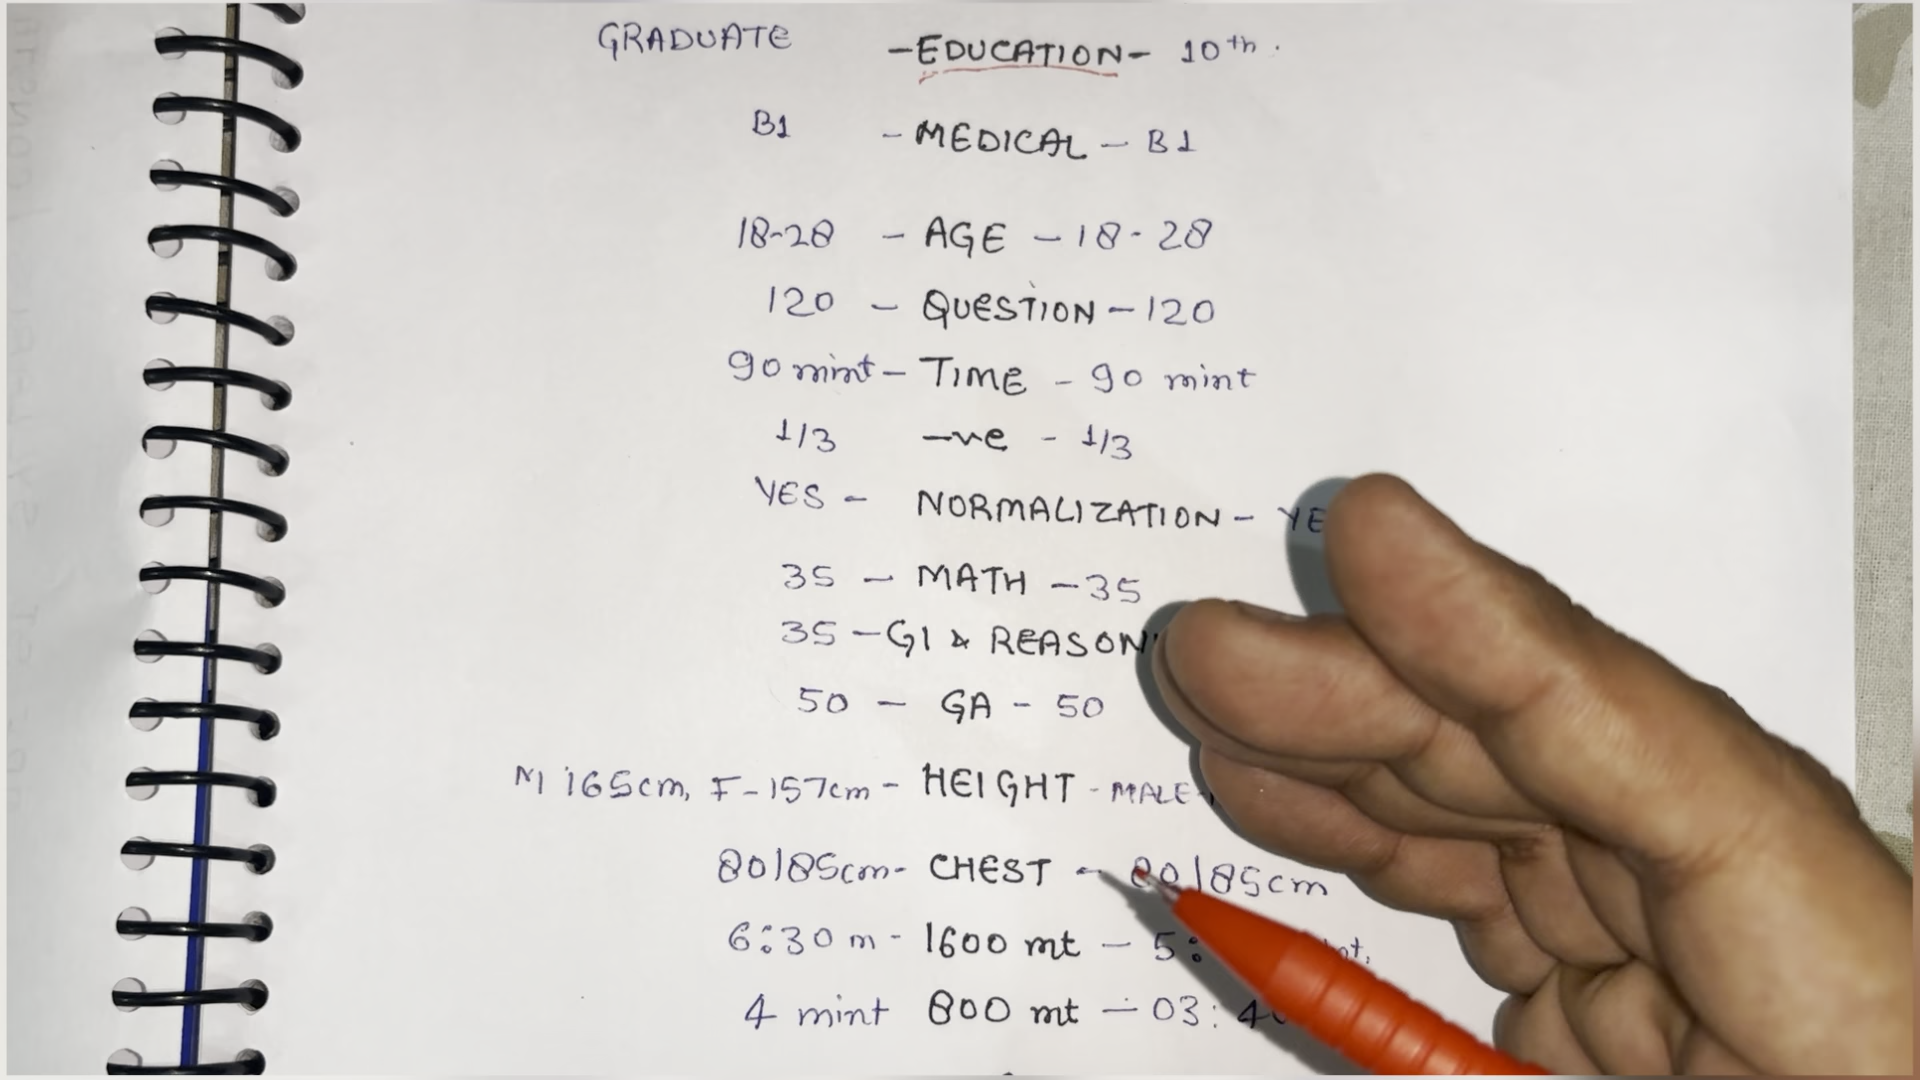 GRADUATE -EDUCATION- 10th.
B1 - MEDICAL - B1
18-28 - AGE - 18-28
120 - QUESTION - 120
90 mint - TIME - 90 mint
1/3 -ve - 1/3
YES - NORMALIZATION -
35 - MATH - 35
35 - GI &
50 - GA - 50
M 165cm, F-157cm - HEIGHT - MALE
80/85cm - CHEST - 80/85cm
6:30 m - 1600 mt - 5:
4 mint 800 mt - 03: